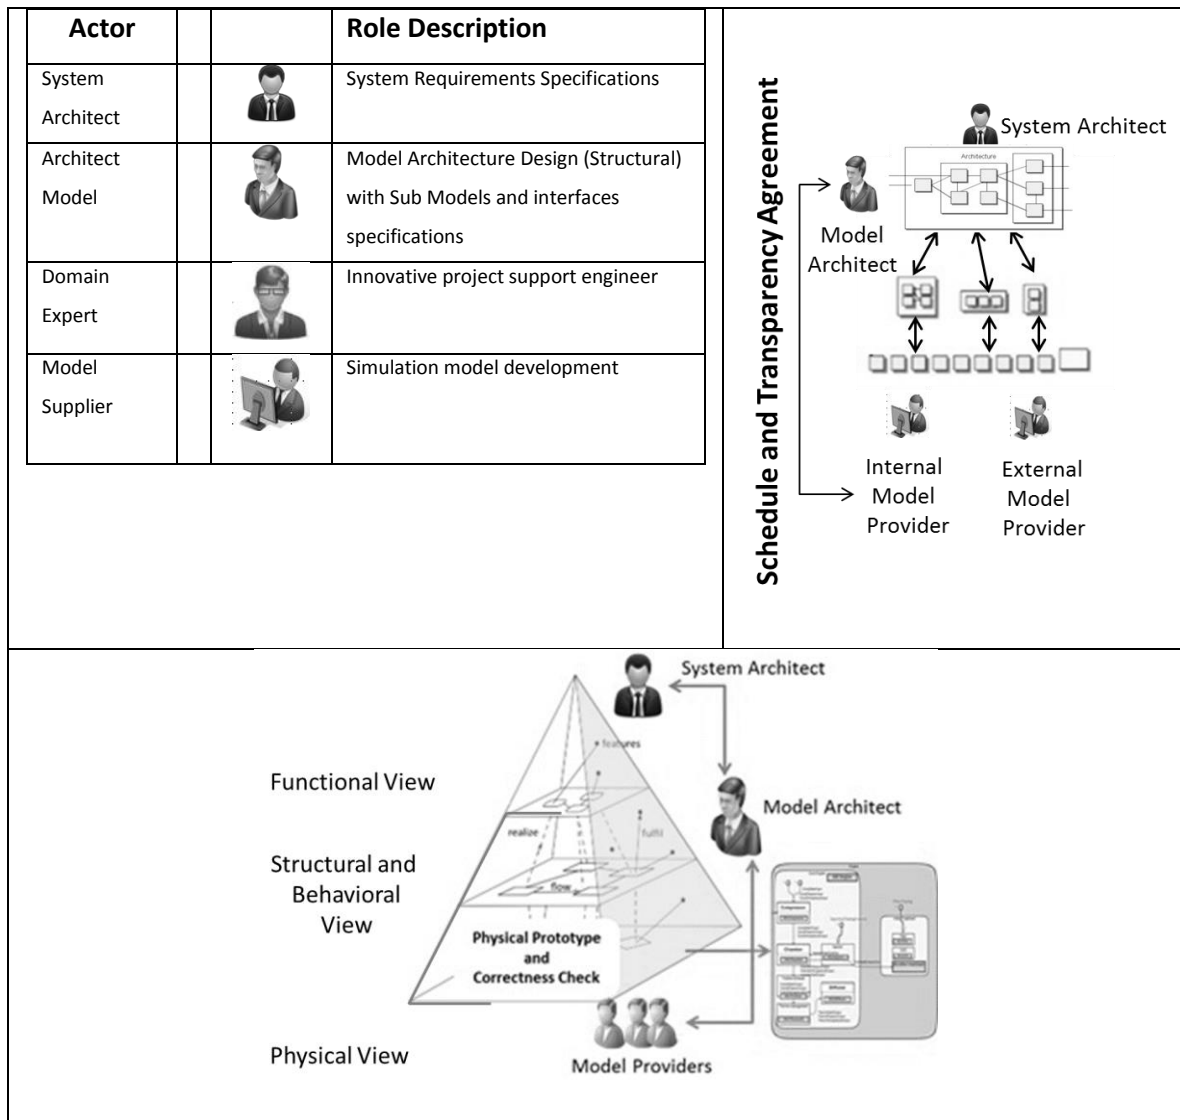 Actor
Role Description
System
Architect
System Requirements Specifications
Architect
Model
Model Architecture Design (Structural)
with Sub Models and interfaces
specifications
Domain
Expert
Innovative project support engineer
Model
Supplier
Simulation model development
Schedule and Transparency Agreement
System Architect
Architecture
Model
Architect
Internal
Model
Provider
External
Model
Provider
System Architect
features
Functional View
Model Architect
realize
fulfil
Structural and
Behavioral
View
flow
Physical Prototype
and
Correctness Check
Physical View
Model Providers